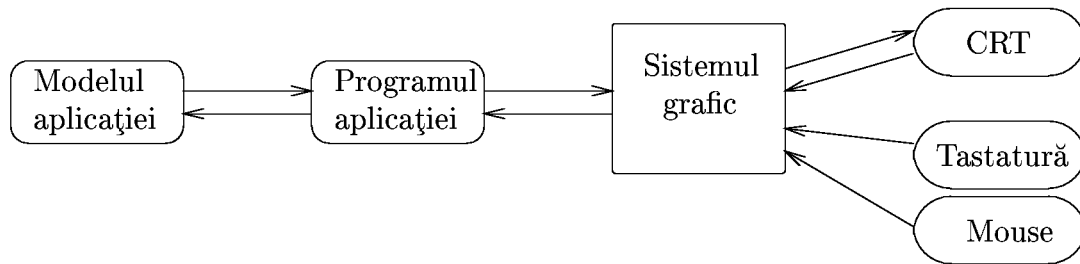 Modelul
aplicaţiei
Programul
aplicaţiei
Sistemul
grafic
CRT
Tastatură
Mouse